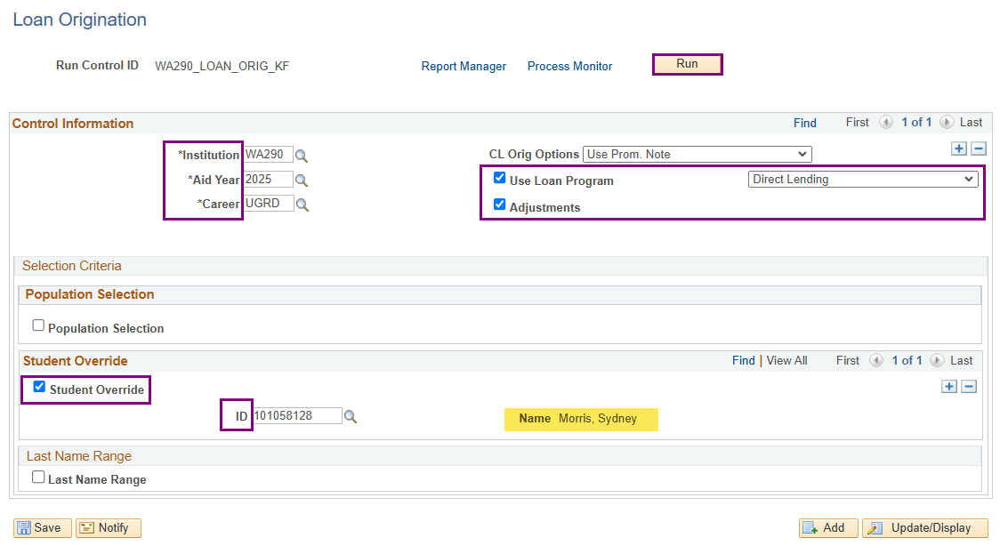 Loan Origination
Run Control ID WA290_LOAN_ORIG_KF Report Manager Process Monitor Run
Control Information Find First 1 of 1 Last
*Institution WA290 CL Orig Options Use Prom. Note
*Aid Year 2025 Use Loan Program Direct Lending
*Career UGRD Adjustments
Selection Criteria
Population Selection
Population Selection
Student Override Find | View All First 1 of 1 Last
Student Override
ID 101058128 Name Morris, Sydney
Last Name Range
Last Name Range
Save Notify Add Update/Display